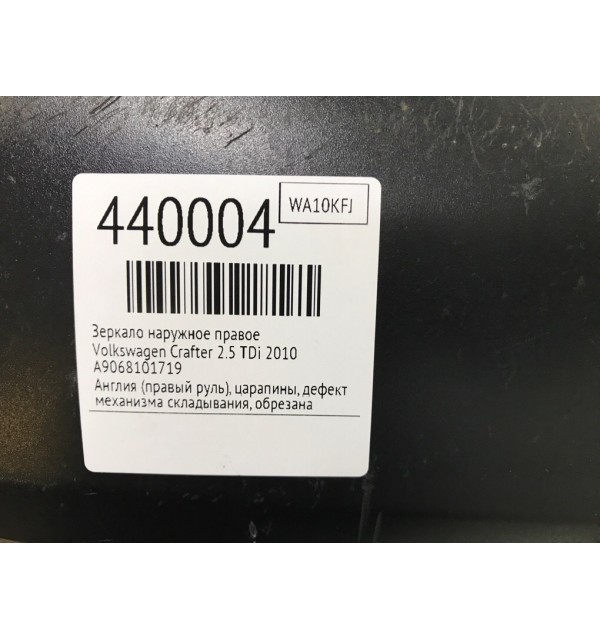 440004
WA10KFJ
Зеркало наружное правое
Volkswagen Crafter 2.5 TDi 2010
A9068101719
Англия (правый руль), царапины, дефект
механизма складывания, обрезана